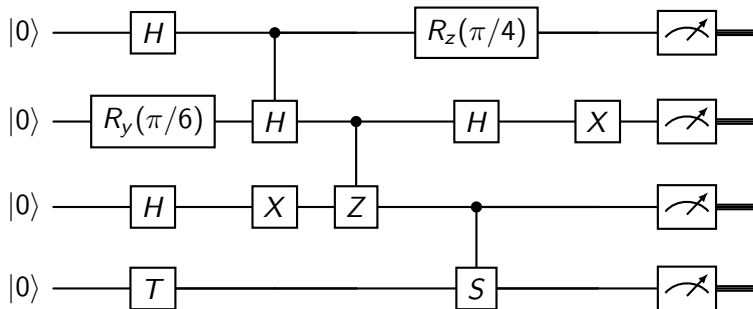 |0⟩ H R_z(π/4)
|0⟩ R_y(π/6) H H X
|0⟩ H X Z
|0⟩ T S